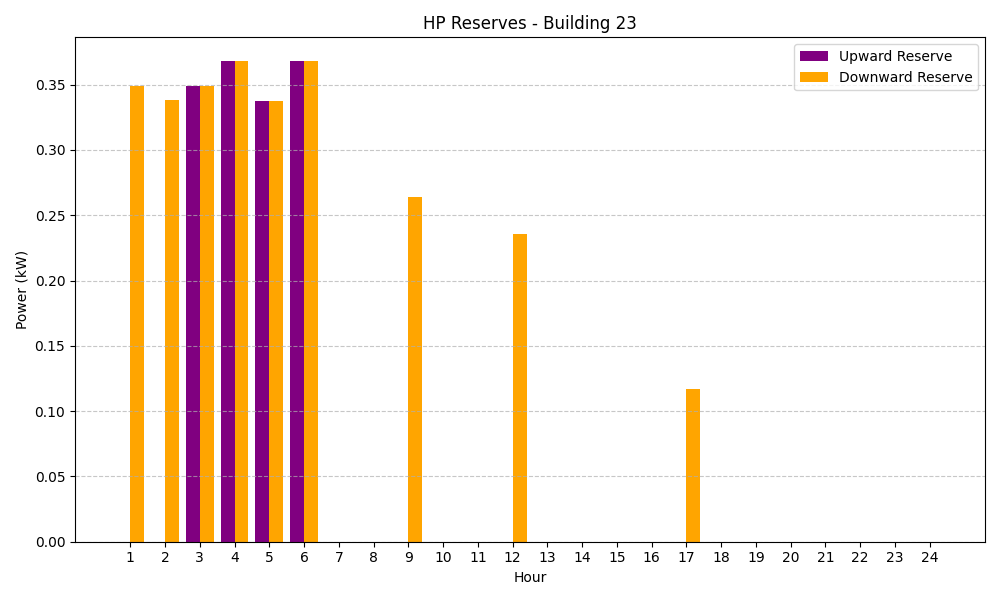 HP Reserves - Building 23
Upward Reserve
Downward Reserve
Power (kW)
0.35
0.30
0.25
0.20
0.15
0.10
0.05
0.00
1 2 3 4 5 6 7 8 9 10 11 12 13 14 15 16 17 18 19 20 21 22 23 24
Hour